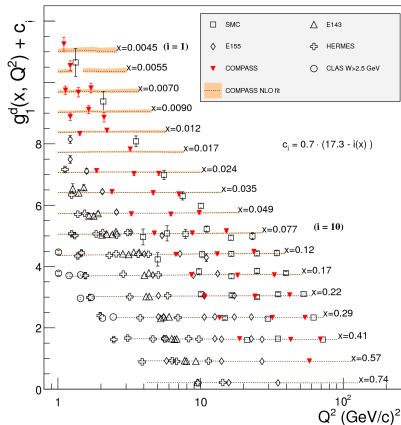 SMC
E143
E155
HERMES
COMPASS
CLAS W>2.5 GeV
COMPASS NLO fit
g₁ᵈ(x, Q²) + cᵢ
x=0.0045 (i = 1)
x=0.0055
x=0.0070
x=0.0090
x=0.012
x=0.017
cᵢ = 0.7 · (17.3 - i(x) )
x=0.024
x=0.035
x=0.049
x=0.077 (i = 10)
x=0.12
x=0.17
x=0.22
x=0.29
x=0.41
x=0.57
x=0.74
10
8
6
4
2
0
1 10 10²
Q² (GeV/c)²